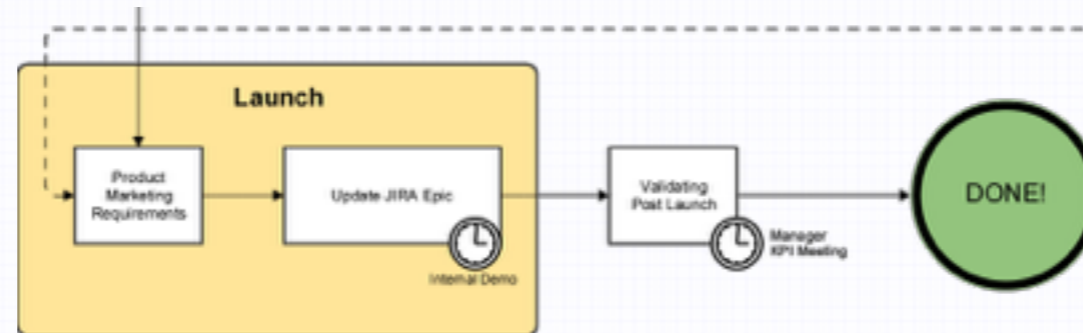 Launch
Product
Marketing
Requirements
Update JIRA Epic
Internal Demo
Validating
Post Launch
Manager
KPI Meeting
DONE!